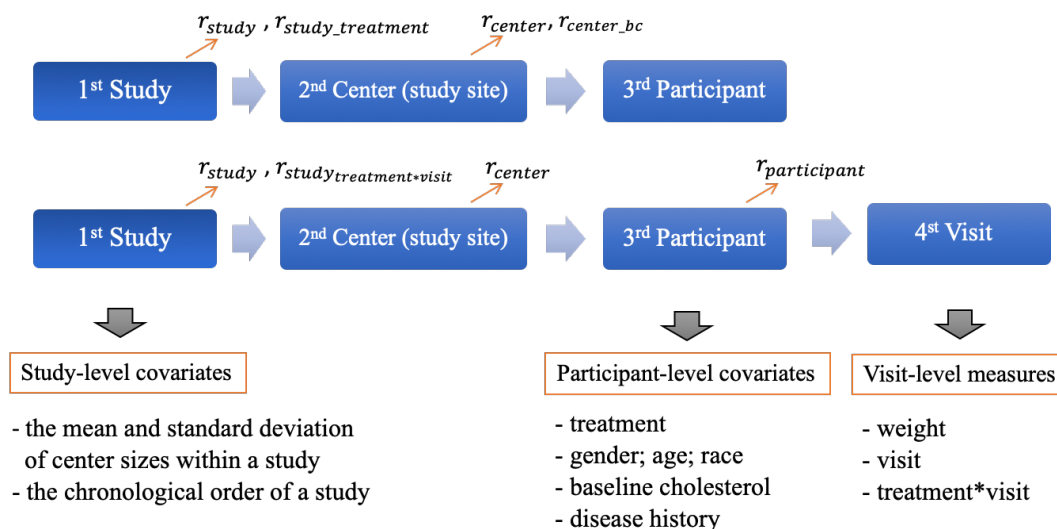 r_study , r_study_treatment
r_center, r_center_bc
1st Study
2nd Center (study site)
3rd Participant
r_study , r_study_treatment*visit
r_center
r_participant
1st Study
2nd Center (study site)
3rd Participant
4st Visit
Study-level covariates
- the mean and standard deviation
of center sizes within a study
- the chronological order of a study
Participant-level covariates
- treatment
- gender; age; race
- baseline cholesterol
- disease history
Visit-level measures
- weight
- visit
- treatment*visit